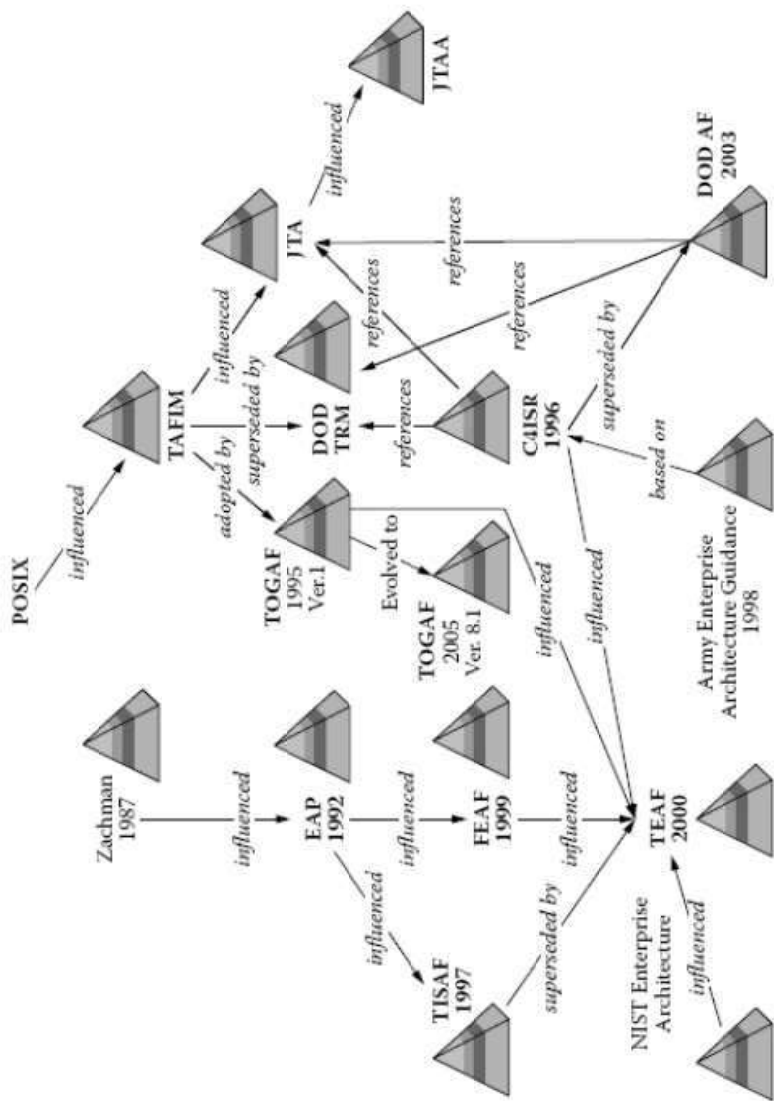 Zachman
1987
influenced
EAP
1992
influenced
influenced
TISAF
1997
FEAF
1999
influenced
superseded by
TEAF
2000
NIST Enterprise
Architecture
influenced
POSIX
influenced
TAFIM
adopted by
superseded by
influenced
TOGAF
1995
Ver.1
Evolved to
TOGAF
2005
Ver. 8.1
influenced
DOD
TRM
references
JTA
influenced
JTAA
references
references
references
C4ISR
1996
influenced
superseded by
based on
Army Enterprise
Architecture Guidance
1998
DOD AF
2003